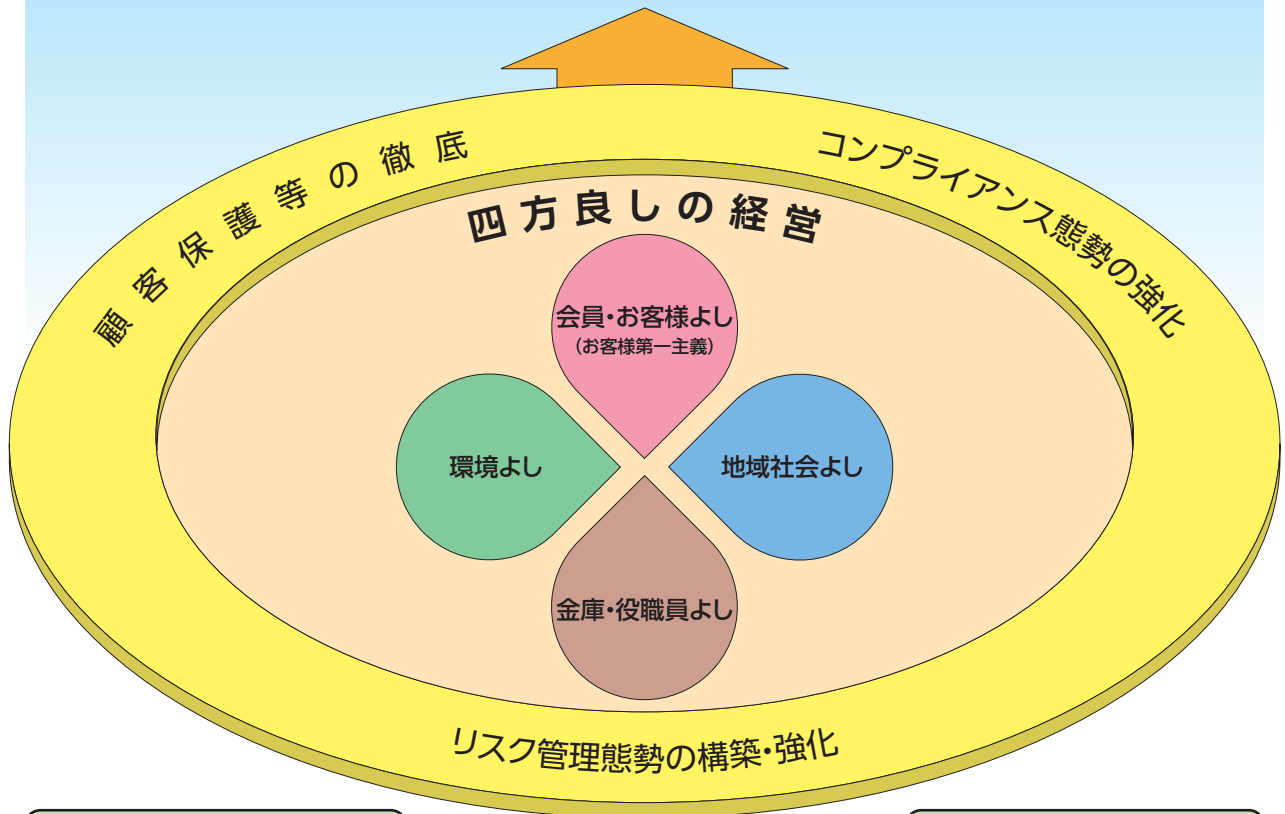 顧客保護等の徹底
コンプライアンス態勢の強化
四方良しの経営
会員・お客様よし
(お客様第一主義)
環境よし
地域社会よし
金庫・役職員よし
リスク管理態勢の構築・強化